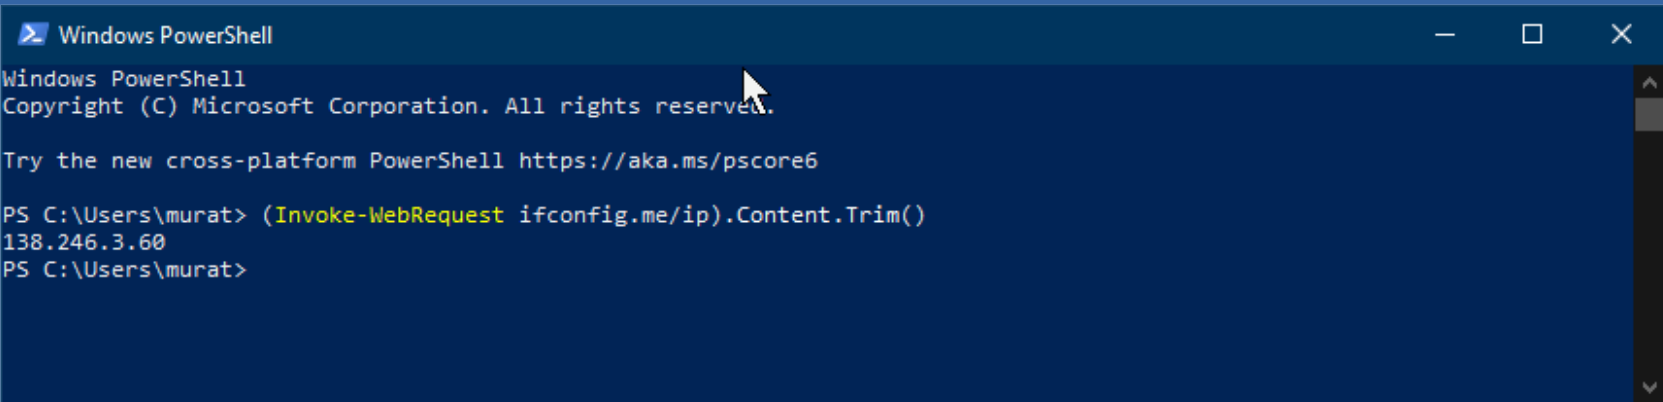 Windows PowerShell
Windows PowerShell
Copyright (C) Microsoft Corporation. All rights reserved.
Try the new cross-platform PowerShell https://aka.ms/pscore6
PS C:\Users\murat> (Invoke-WebRequest ifconfig.me/ip).Content.Trim()
138.246.3.60
PS C:\Users\murat>